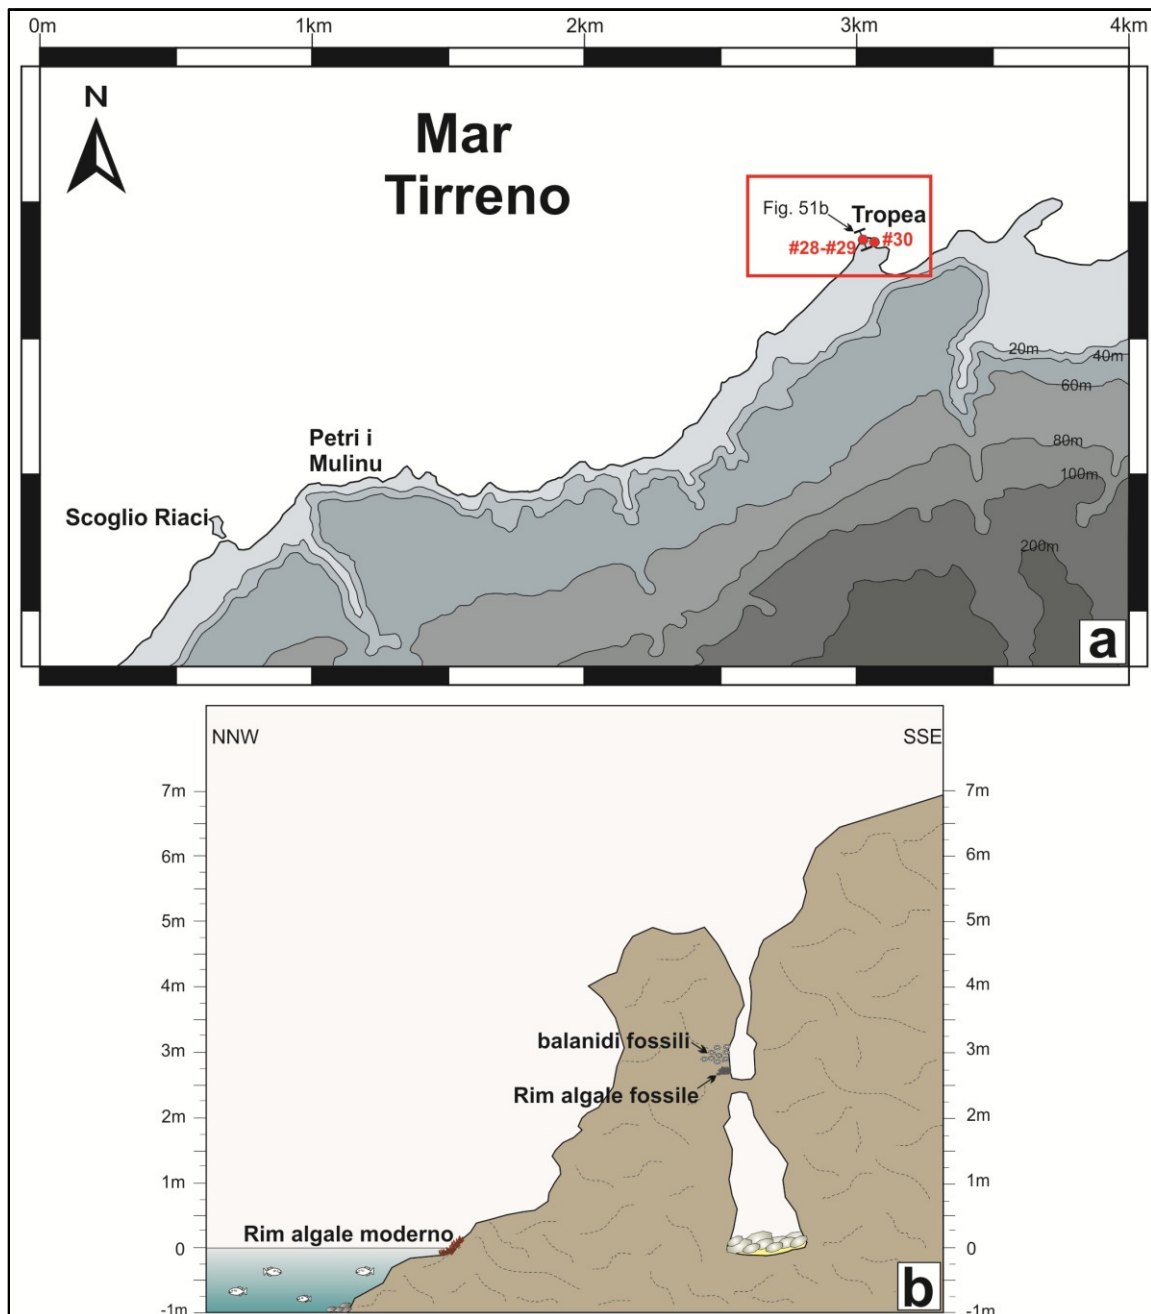 0m 1km 2km 3km 4km
N
Mar
Tirreno
Fig. 51b
Tropea
#28-#29 #30
20m 40m
60m
Petri i
Mulinu
80m
100m
Scoglio Riaci
200m
a
NNW SSE
7m 7m
6m 6m
5m 5m
4m 4m
balanidi fossili
3m 3m
Rim algale fossile
2m 2m
1m 1m
Rim algale moderno
0 0
b
-1m -1m